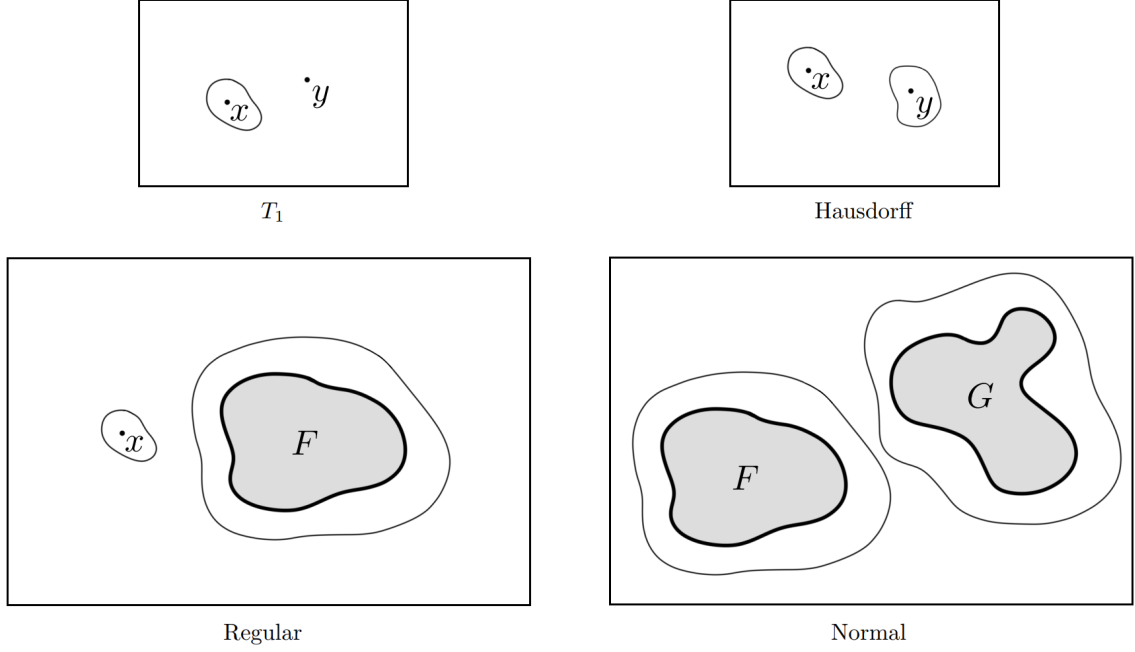 x y
T₁
x y
Hausdorff
x F
Regular
F G
Normal